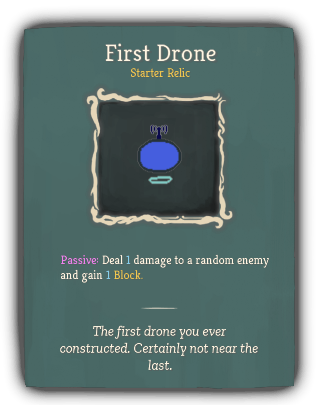 First Drone
Starter Relic
Passive: Deal 1 damage to a random enemy
and gain 1 Block.
The first drone you ever
constructed. Certainly not near the
last.